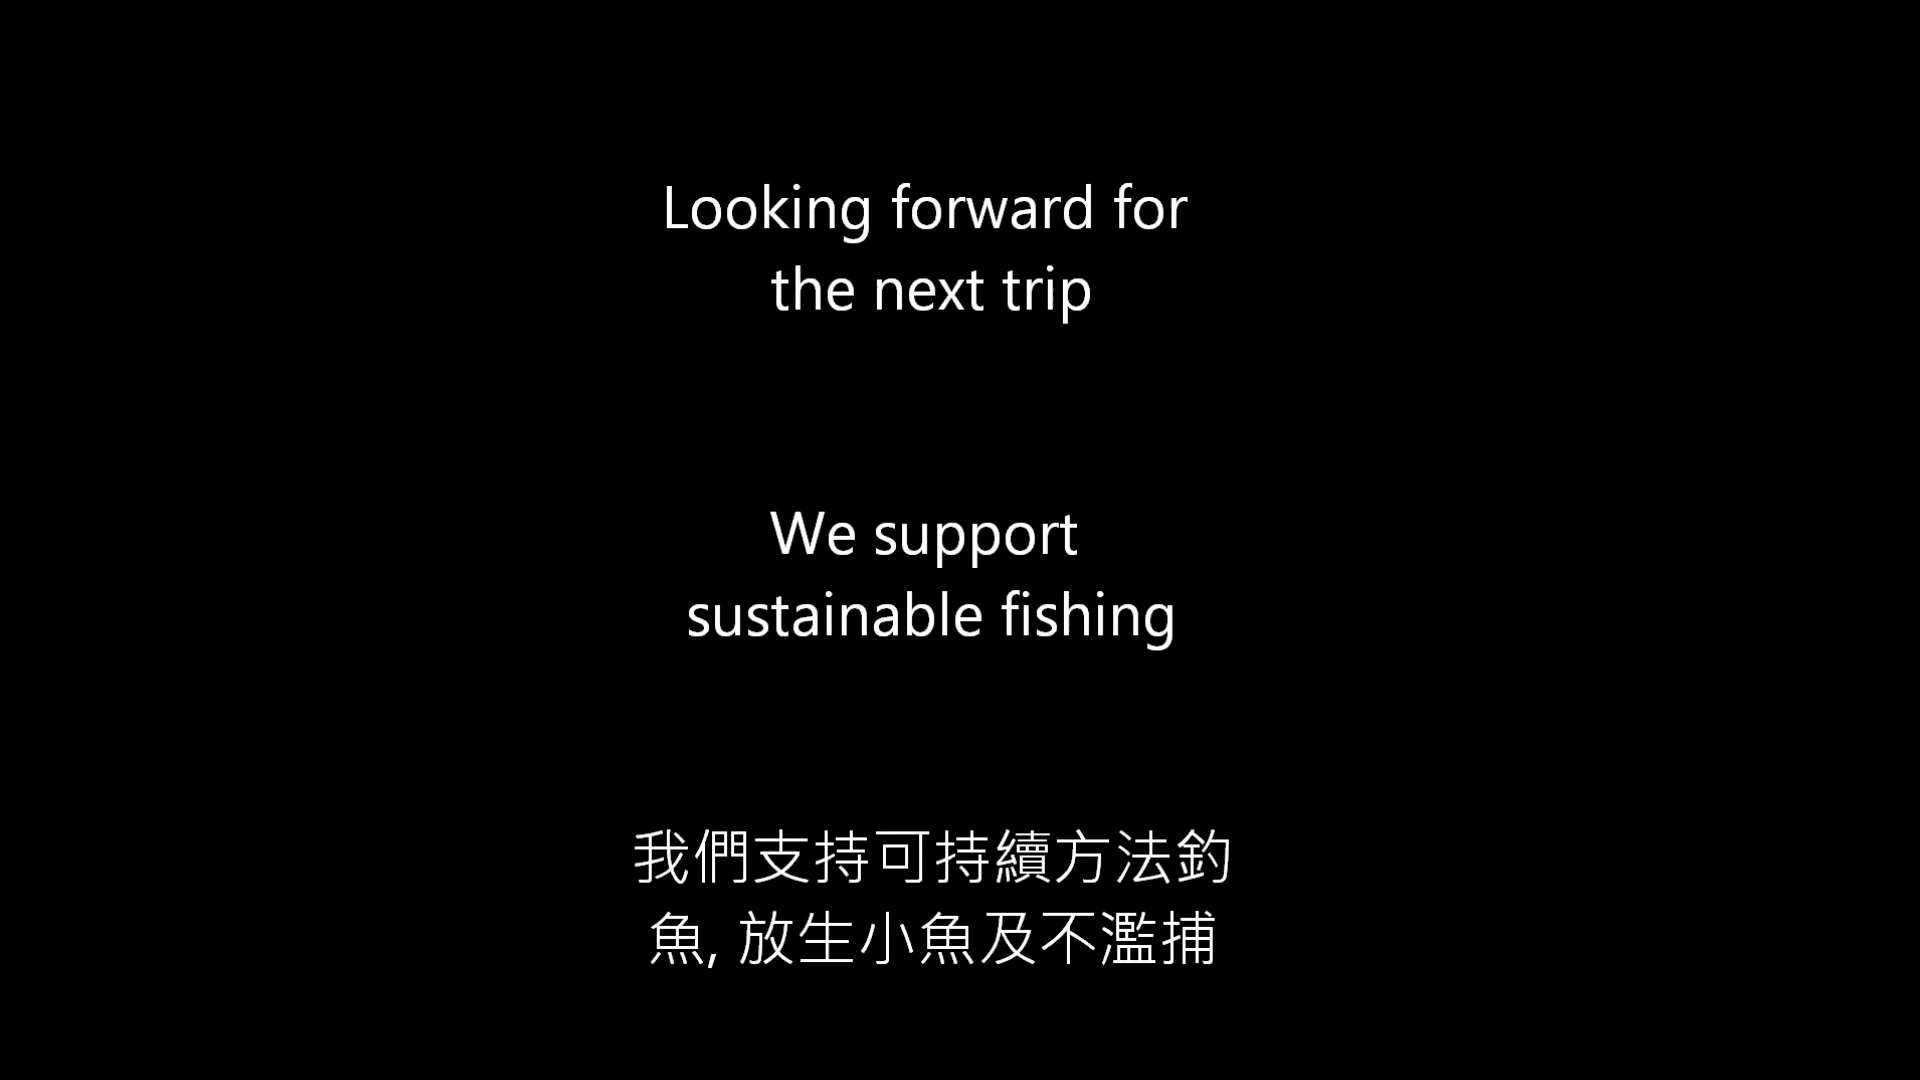 Looking forward for
the next trip
We support
sustainable fishing
我們支持可持續方法釣
魚, 放生小魚及不濫捕